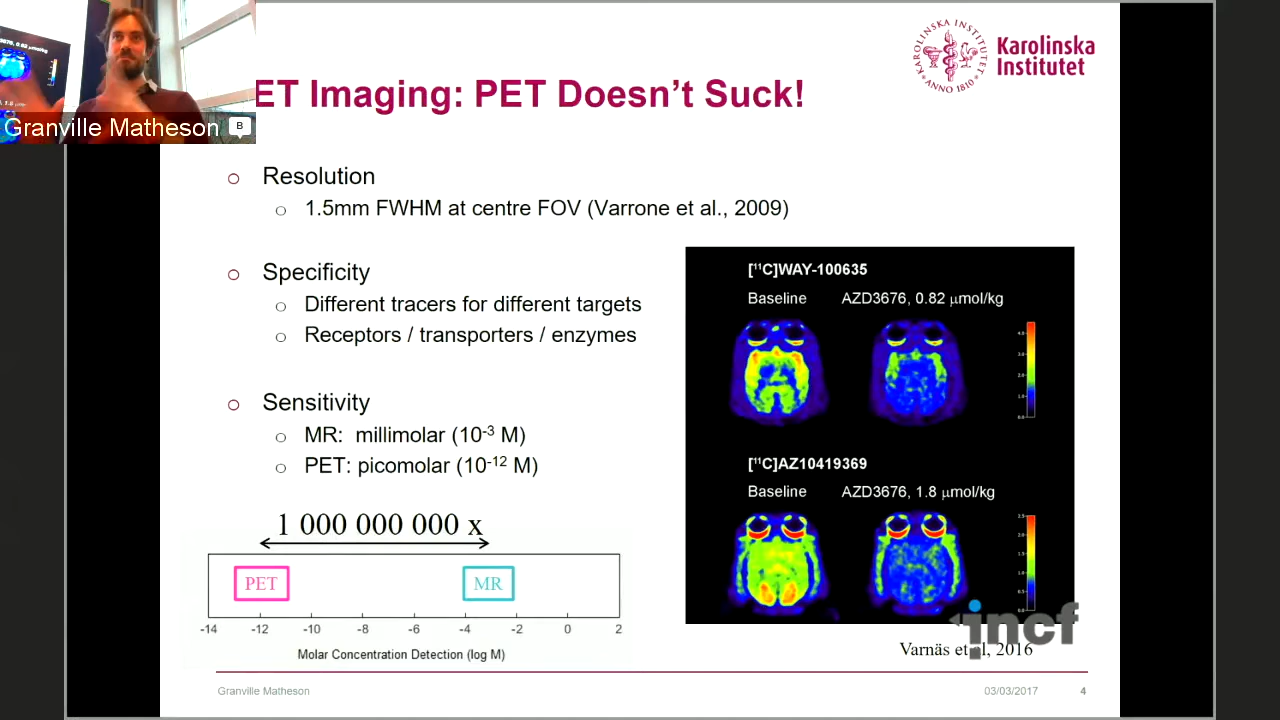 Granville Matheson
B
ET Imaging: PET Doesn't Suck!
KAROLINSKA INSTITUTET
ANNO 1810
Karolinska
Institutet
Resolution
1.5mm FWHM at centre FOV (Varrone et al., 2009)
Specificity
Different tracers for different targets
Receptors / transporters / enzymes
Sensitivity
MR: millimolar (10⁻³ M)
PET: picomolar (10⁻¹² M)
1 000 000 000 x
PET
MR
-14 -12 -10 -8 -6 -4 -2 0 2
Molar Concentration Detection (log M)
[¹¹C]WAY-100635
Baseline AZD3676, 0.82 μmol/kg
[¹¹C]AZ10419369
Baseline AZD3676, 1.8 μmol/kg
incf
Varnäs et al, 2016
Granville Matheson
03/03/2017
4